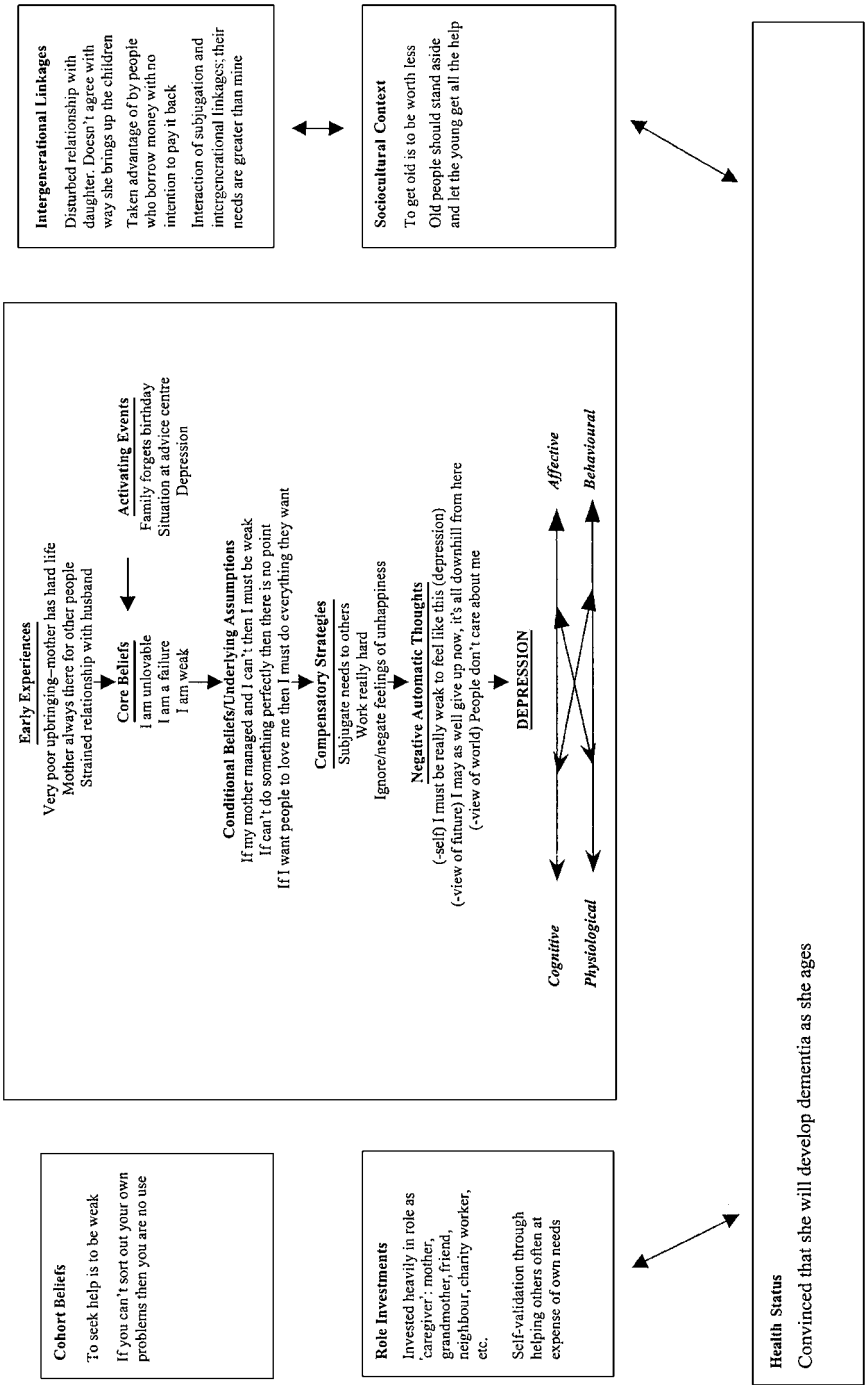 Cohort Beliefs
To seek help is to be weak
If you can't sort out your own
problems then you are no use
Role Investments
Invested heavily in role as
'caregiver': mother,
grandmother, friend,
neighbour, charity worker,
etc.
Self-validation through
helping others often at
expense of own needs
Early Experiences
Very poor upbringing–mother has hard life
Mother always there for other people
Strained relationship with husband
Core Beliefs
I am unlovable
I am a failure
I am weak
Activating Events
Family forgets birthday
Situation at advice centre
Depression
Conditional Beliefs/Underlying Assumptions
If my mother managed and I can't then I must be weak
If can't do something perfectly then there is no point
If I want people to love me then I must do everything they want
Compensatory Strategies
Subjugate needs to others
Work really hard
Ignore/negate feelings of unhappiness
Negative Automatic Thoughts
(-self) I must be really weak to feel like this (depression)
(-view of future) I may as well give up now, it's all downhill from here
(-view of world) People don't care about me
DEPRESSION
Cognitive
Affective
Physiological
Behavioural
Intergenerational Linkages
Disturbed relationship with
daughter. Doesn't agree with
way she brings up the children
Taken advantage of by people
who borrow money with no
intention to pay it back
Interaction of subjugation and
intergenerational linkages; their
needs are greater than mine
Sociocultural Context
To get old is to be worth less
Old people should stand aside
and let the young get all the help
Health Status
Convinced that she will develop dementia as she ages